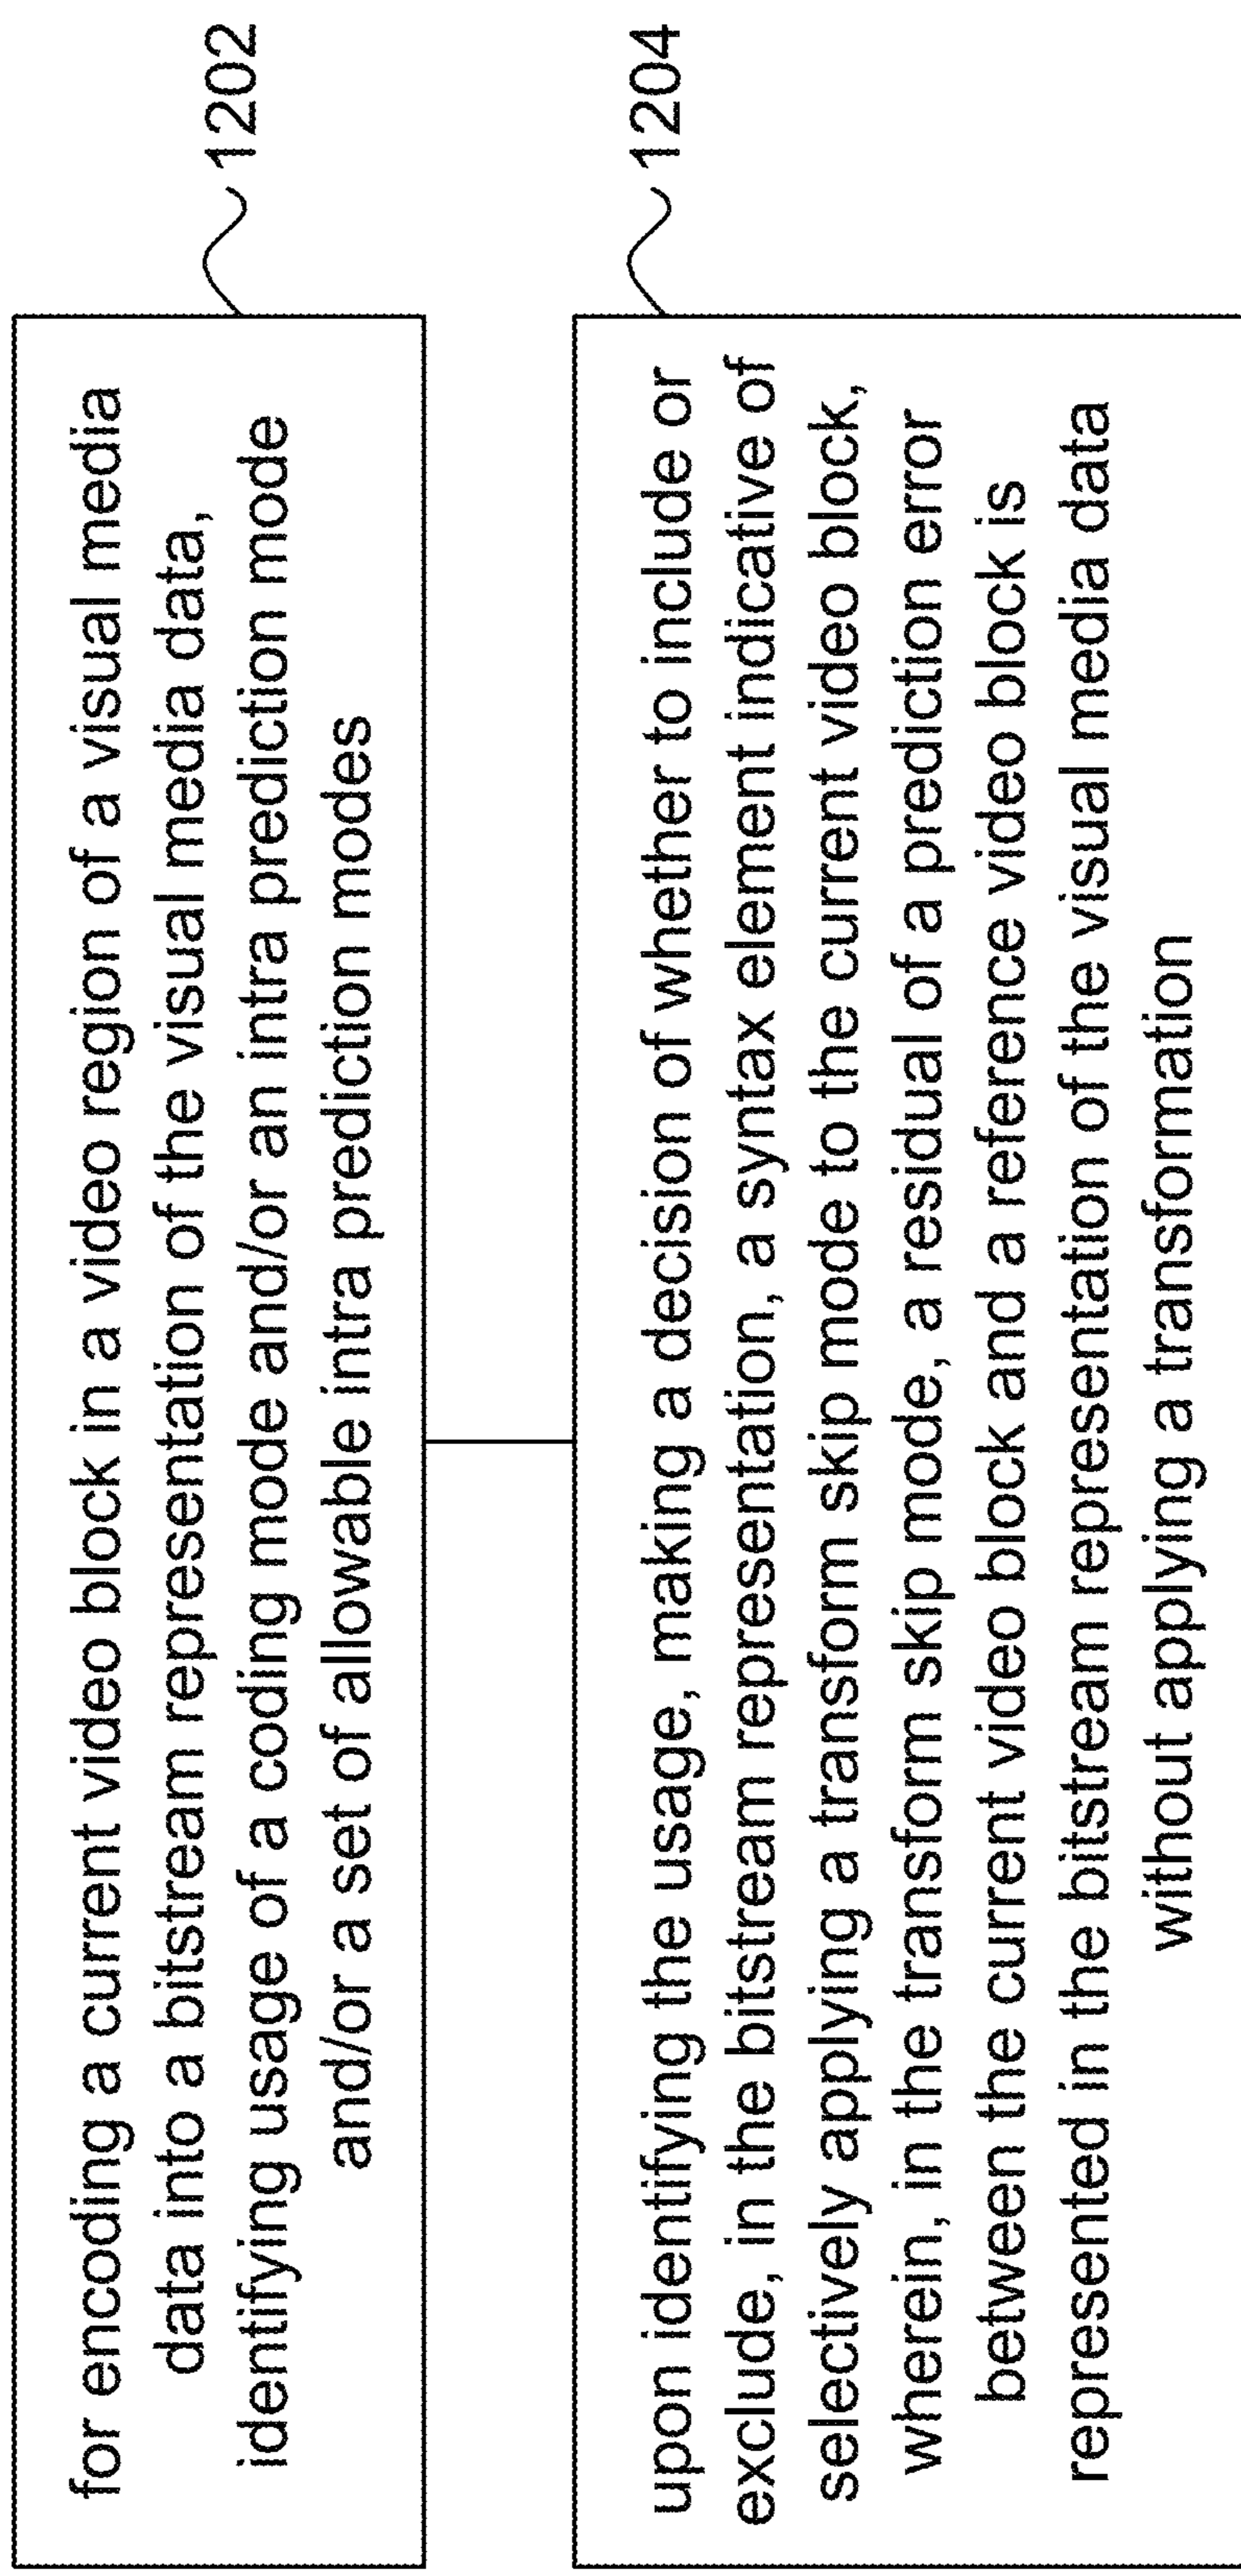 for encoding a current video block in a video region of a visual media
data into a bitstream representation of the visual media data,
identifying usage of a coding mode and/or an intra prediction mode
and/or a set of allowable intra prediction modes
1202
upon identifying the usage, making a decision of whether to include or
exclude, in the bitstream representation, a syntax element indicative of
selectively applying a transform skip mode to the current video block,
wherein, in the transform skip mode, a residual of a prediction error
between the current video block and a reference video block is
represented in the bitstream representation of the visual media data
without applying a transformation
1204